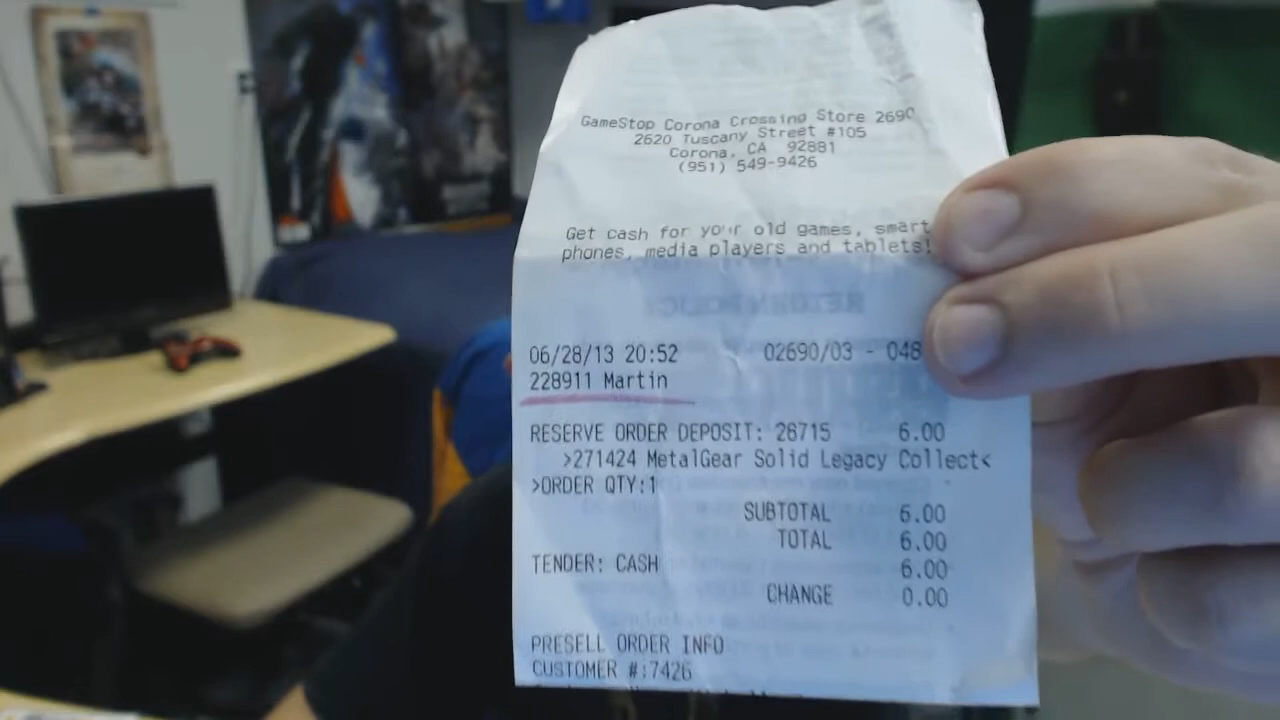 GameStop Corona Crossing Store 2690
2620 Tuscany Street #105
Corona, CA 92881
(951) 549-9426
Get cash for your old games, smart
phones, media players and tablets!
06/28/13 20:52 02690/03 - 048
228911 Martin
RESERVE ORDER DEPOSIT: 26715 6.00
>271424 MetalGear Solid Legacy Collect<
>ORDER QTY:1
SUBTOTAL 6.00
TOTAL 6.00
TENDER: CASH 6.00
CHANGE 0.00
PRESELL ORDER INFO
CUSTOMER #:7426